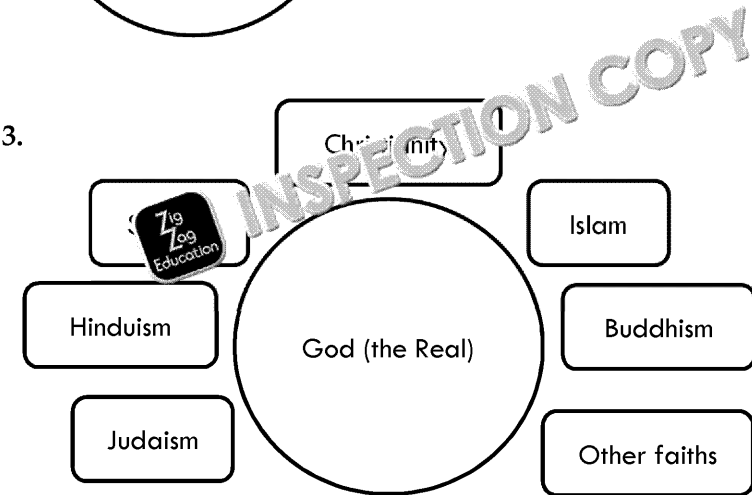 3.
INSPECTION COPY
Christianity
Zig
Zag
Education
Islam
Hinduism
God (the Real)
Buddhism
Judaism
Other faiths